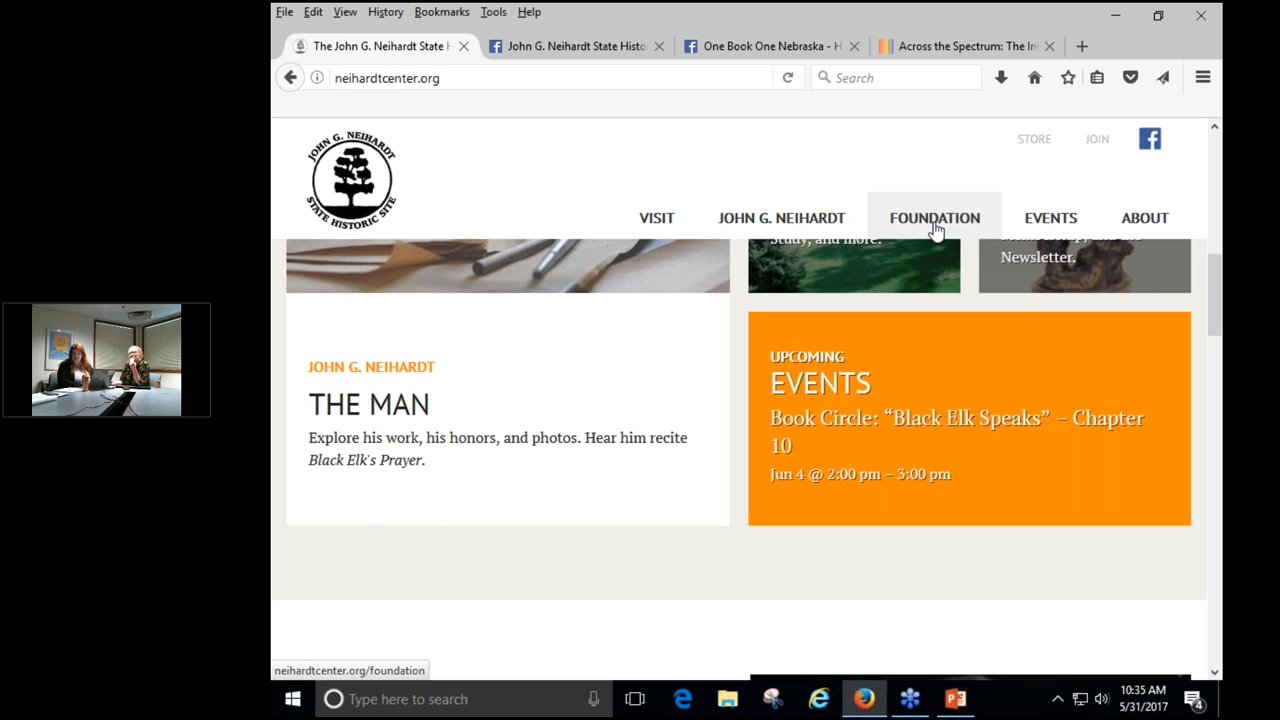 File Edit View History Bookmarks Tools Help
The John G. Neihardt State H
John G. Neihardt State Histo
One Book One Nebraska - H
Across the Spectrum: The In
neihardtcenter.org
Search
JOHN G. NEIHARDT
STATE HISTORIC SITE
STORE JOIN
VISIT JOHN G. NEIHARDT FOUNDATION EVENTS ABOUT
Study, and more.
Newsletter.
JOHN G. NEIHARDT
THE MAN
Explore his work, his honors, and photos. Hear him recite
Black Elk's Prayer.
UPCOMING
EVENTS
Book Circle: “Black Elk Speaks” – Chapter
10
Jun 4 @ 2:00 pm – 3:00 pm
neihardtcenter.org/foundation
Type here to search
10:35 AM
5/31/2017
4